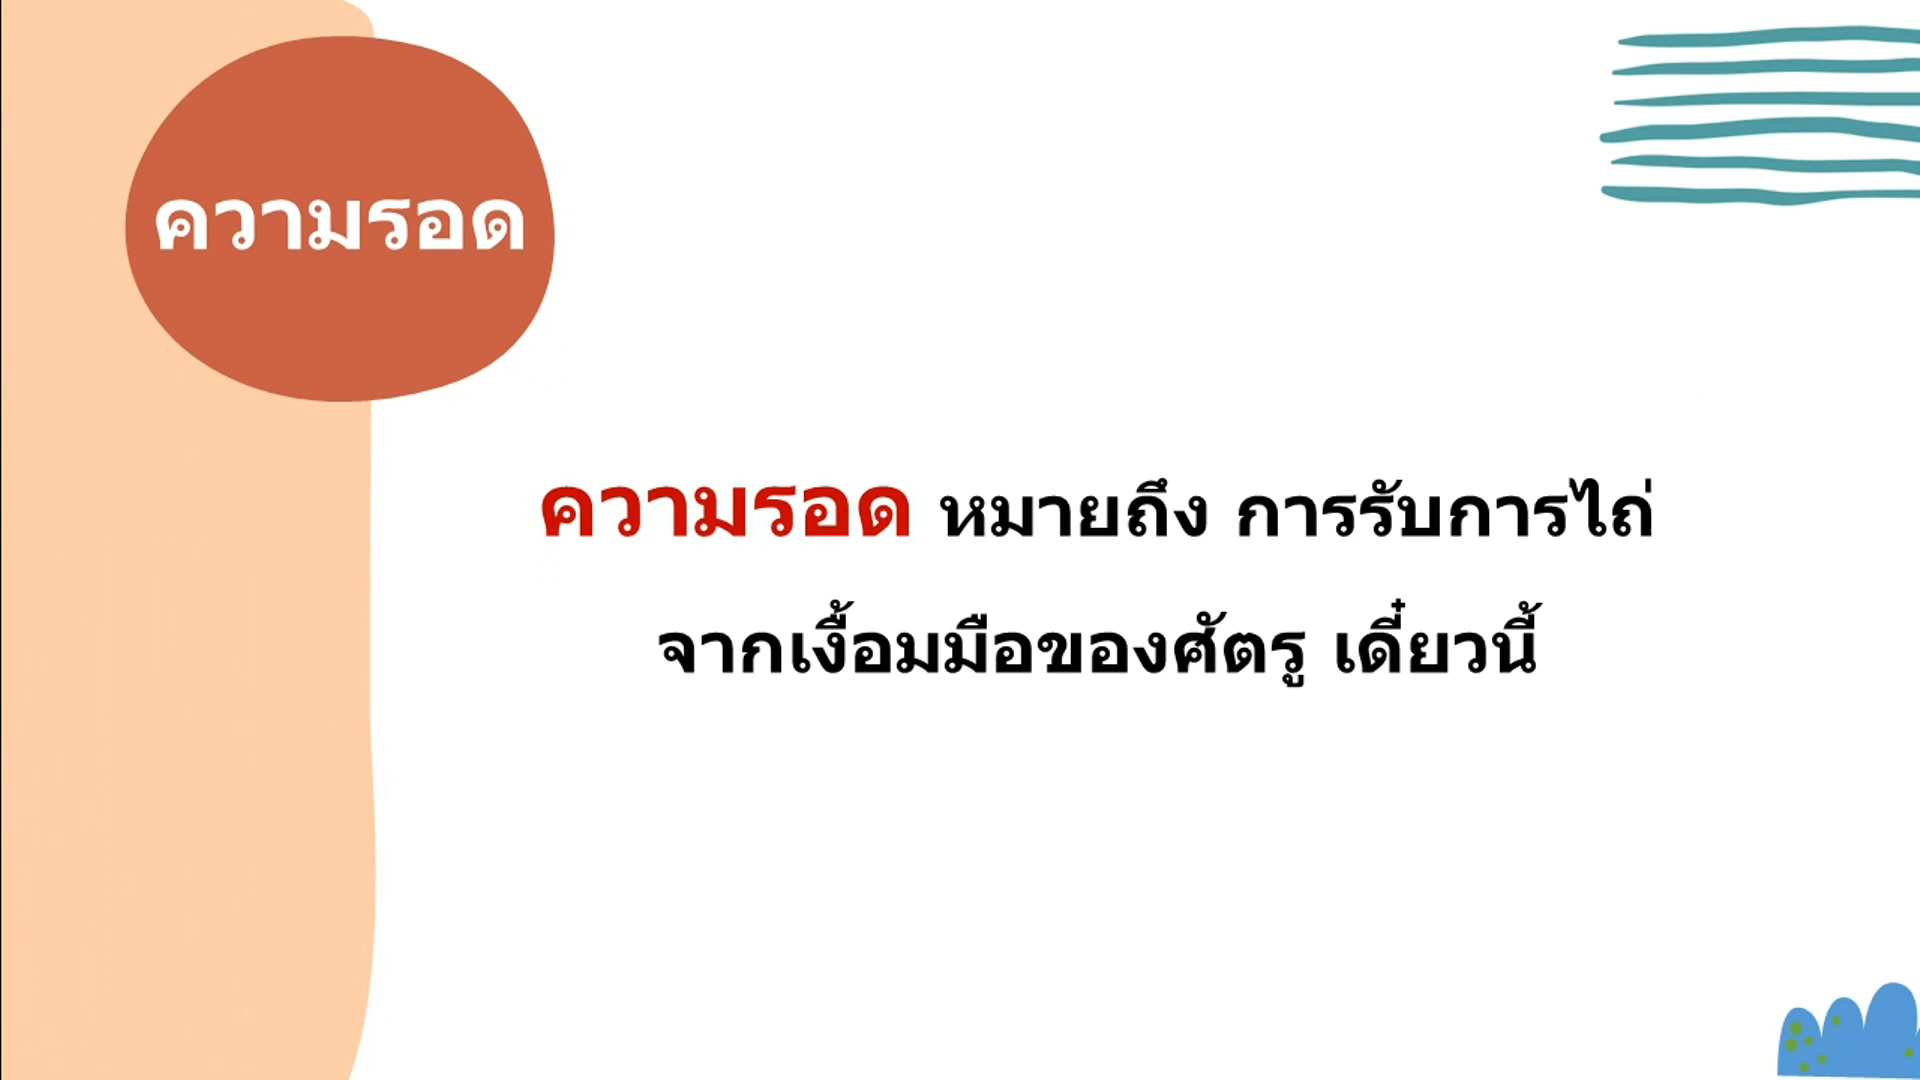 ความรอด
ความรอด หมายถึง การรับการไถ่
จากเงื้อมมือของศัตรู เดี๋ยวนี้